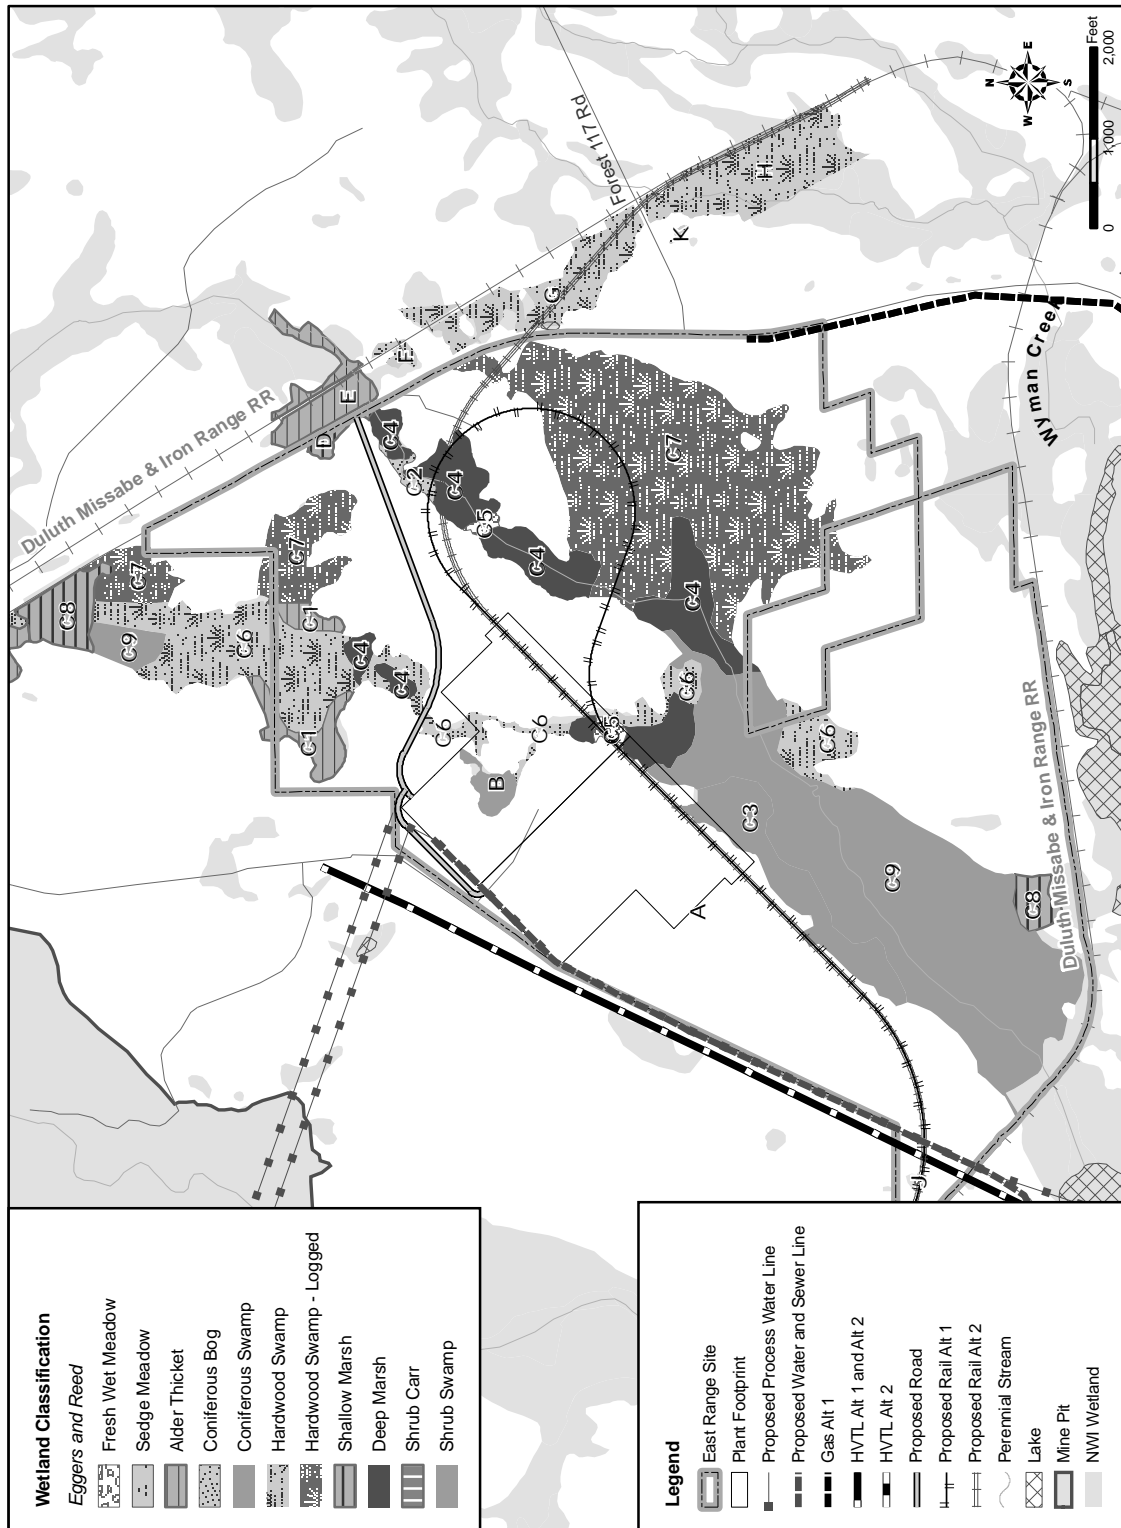 Wetland Classification
Eggers and Reed
Fresh Wet Meadow
Sedge Meadow
Alder Thicket
Coniferous Bog
Coniferous Swamp
Hardwood Swamp
Hardwood Swamp - Logged
Shallow Marsh
Deep Marsh
Shrub Carr
Shrub Swamp
Legend
East Range Site
Plant Footprint
Proposed Process Water Line
Proposed Water and Sewer Line
Gas Alt 1
HVTL Alt 1 and Alt 2
HVTL Alt 2
Proposed Road
Proposed Rail Alt 1
Proposed Rail Alt 2
Perennial Stream
Lake
Mine Pit
NWI Wetland
Duluth Missabe & Iron Range RR
Forest 117 Rd
Duluth Missabe & Iron Range RR
Wyman Creek
C8
C9
C7
C6
C7
C1
C1
C4
C4
C6
C6
B
C5
C6
C4
C2
C4
C5
C4
C4
C7
C6
C3
C9
C8
A
J
D
E
F
G
K
H
N
W
E
S
0
1,000
2,000
Feet